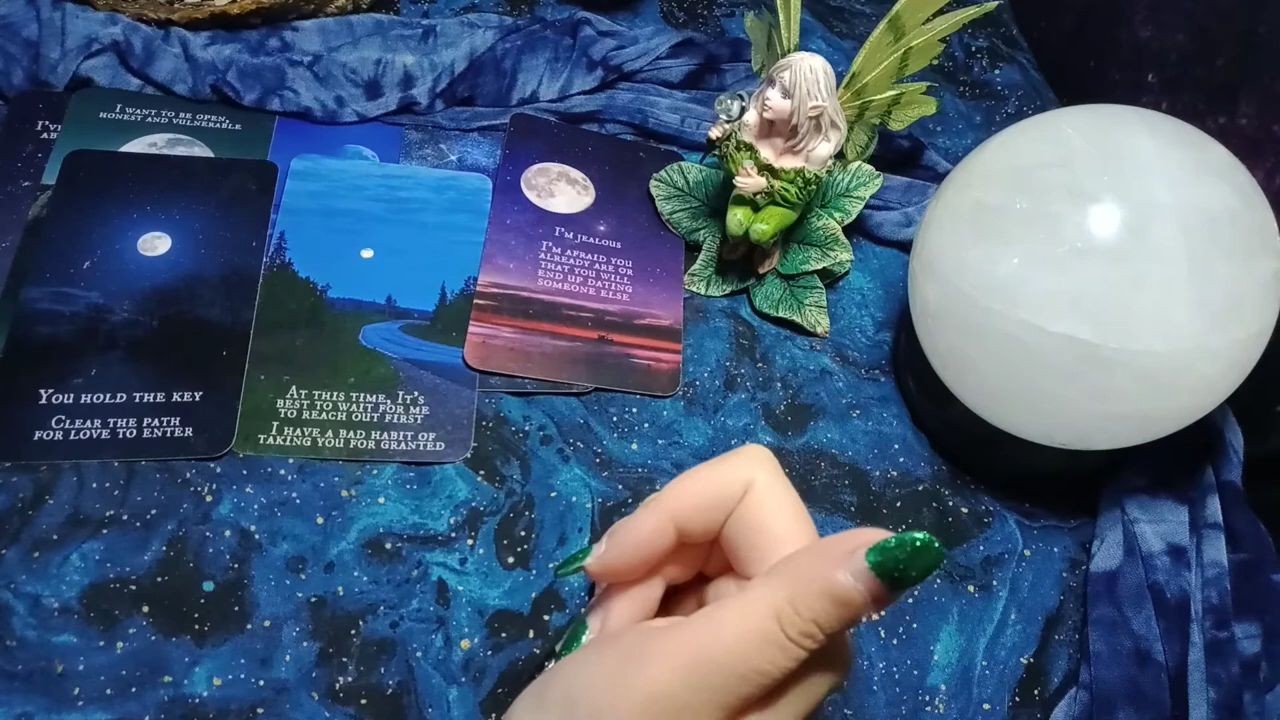 I'V
AB
I WANT TO BE OPEN,
HONEST AND VULNERABLE
YOU HOLD THE KEY
CLEAR THE PATH
FOR LOVE TO ENTER
AT THIS TIME, IT'S
BEST TO WAIT FOR ME
TO REACH OUT FIRST
I HAVE A BAD HABIT OF
TAKING YOU FOR GRANTED
I'M JEALOUS
I'M AFRAID YOU
ALREADY ARE OR
THAT YOU WILL
END UP DATING
SOMEONE ELSE